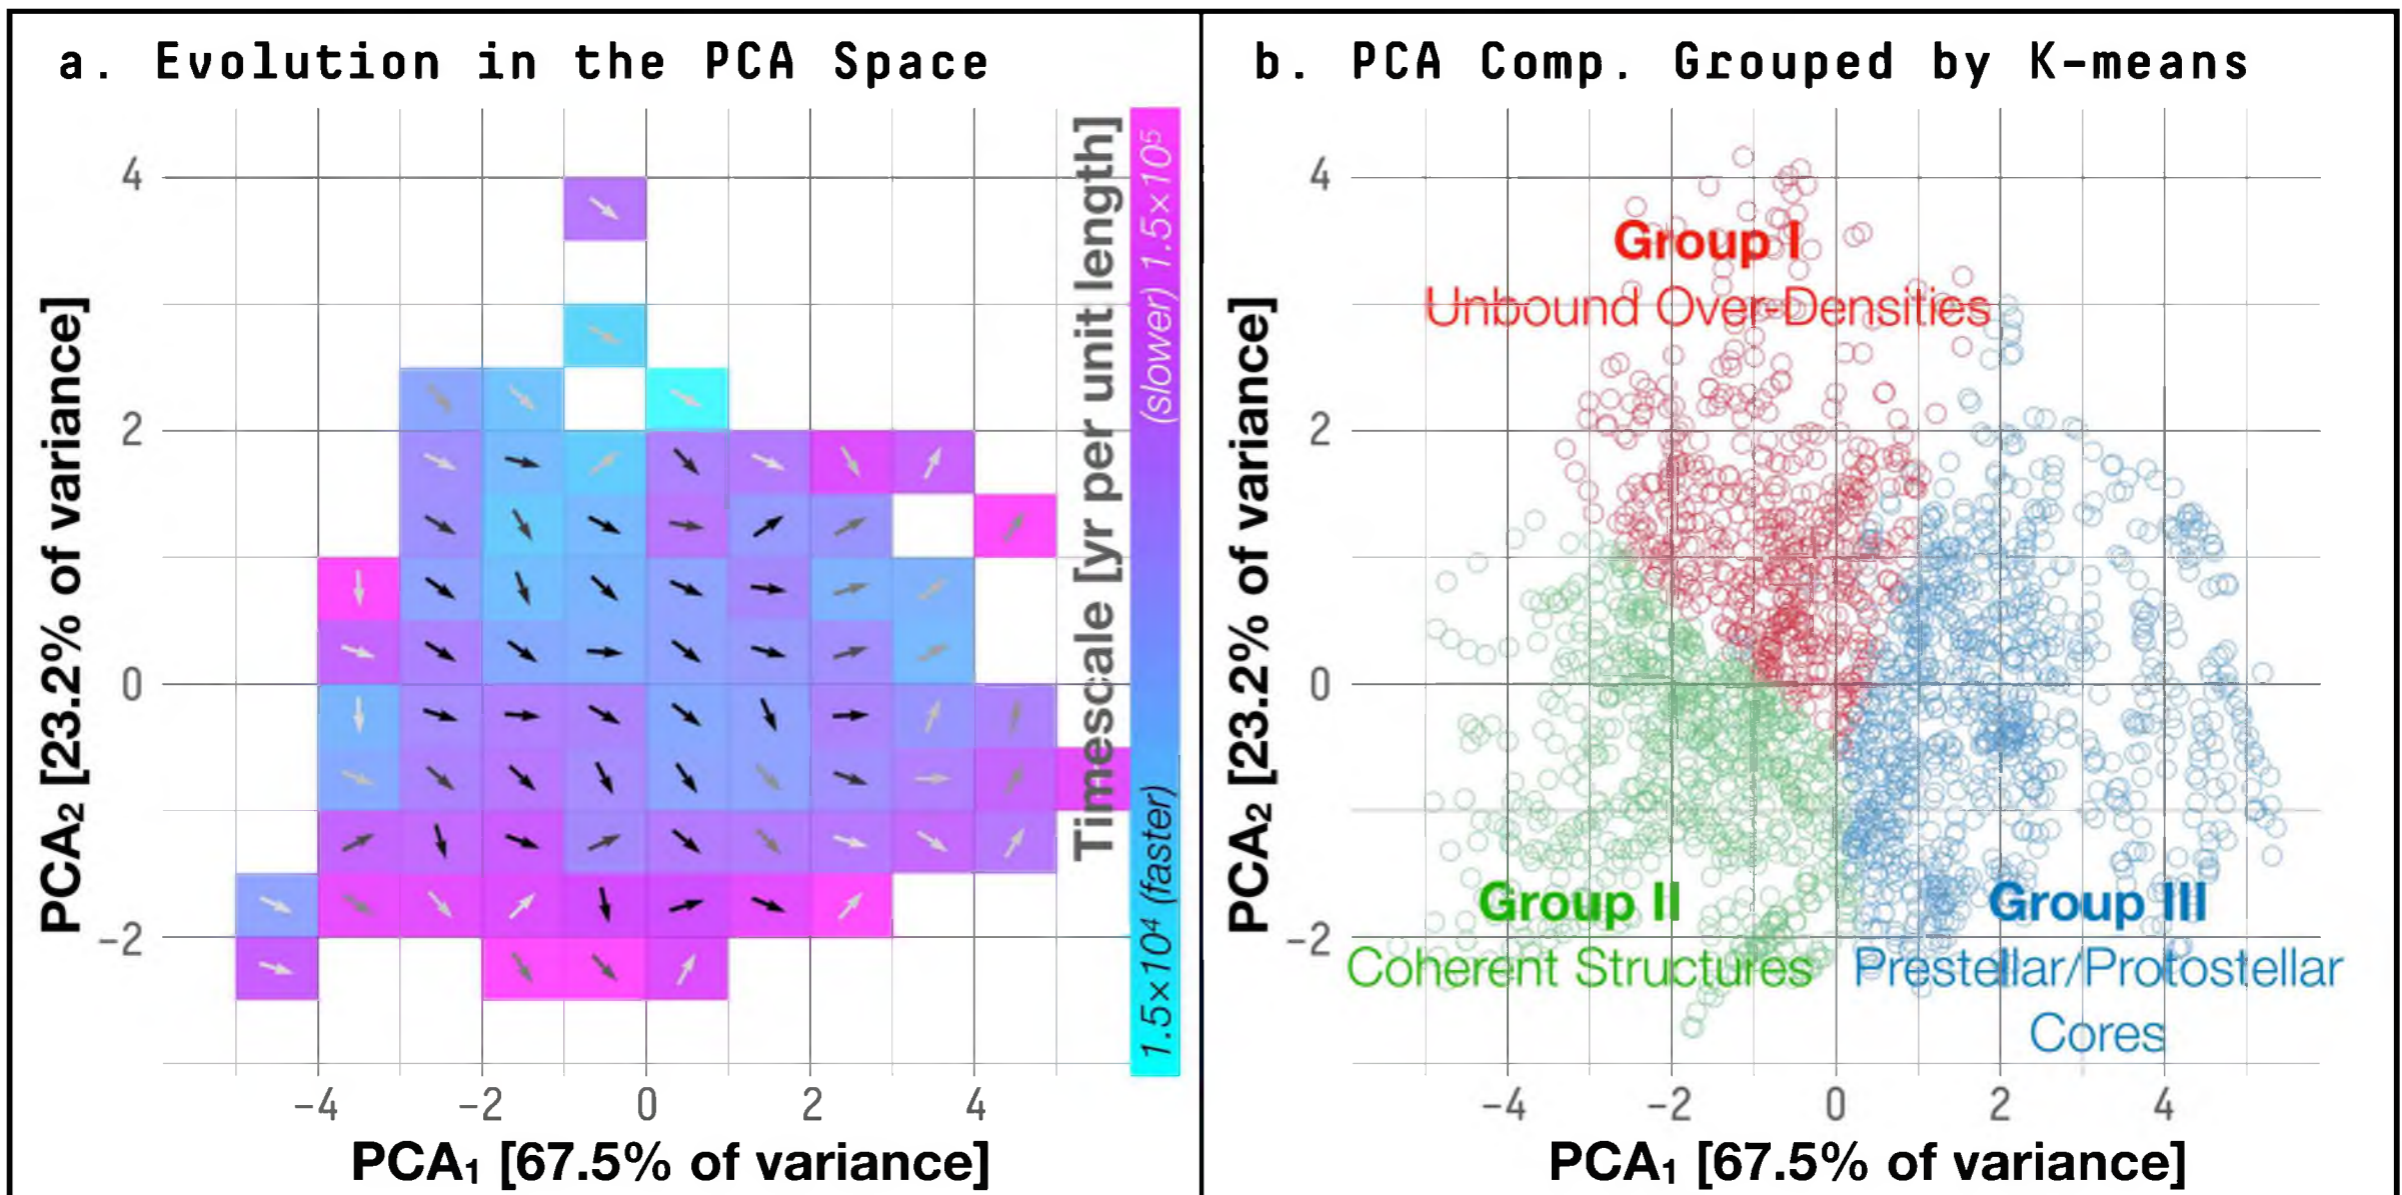 a. Evolution in the PCA Space
4
2
0
−2
−4
−2
0
2
4
PCA₂ [23.2% of variance]
PCA₁ [67.5% of variance]
Timescale [yr per unit length]
1.5×10⁴ (faster)
(slower) 1.5×10⁵
b. PCA Comp. Grouped by K-means
4
2
0
−2
−4
−2
0
2
4
PCA₂ [23.2% of variance]
PCA₁ [67.5% of variance]
Group I
Unbound Over-Densities
Group II
Coherent Structures
Group III
Prestellar/Protostellar
Cores